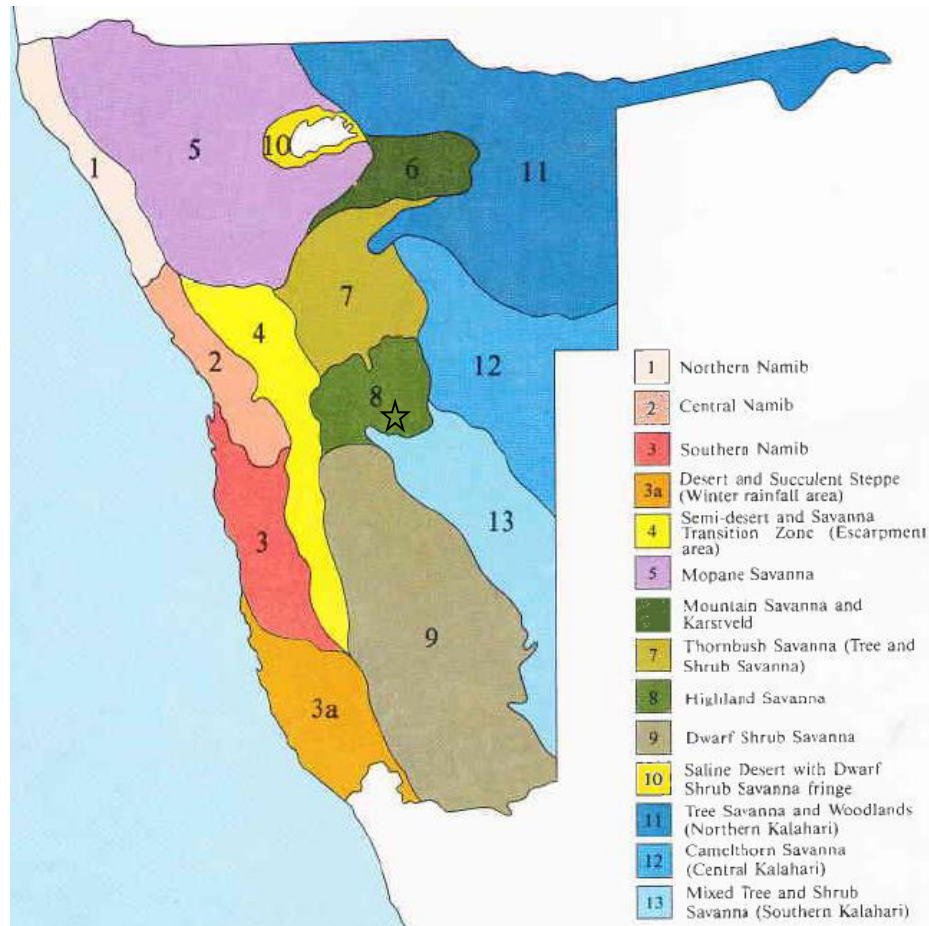 1
5
10
6
11
7
4
2
8
12
3
13
9
3a
1 Northern Namib
2 Central Namib
3 Southern Namib
3a Desert and Succulent Steppe
(Winter rainfall area)
4 Semi-desert and Savanna
Transition Zone (Escarpment
area)
5 Mopane Savanna
Mountain Savanna and
Karstveld
7 Thornbush Savanna (Tree and
Shrub Savanna)
8 Highland Savanna
9 Dwarf Shrub Savanna
10 Saline Desert with Dwarf
Shrub Savanna fringe
11 Tree Savanna and Woodlands
(Northern Kalahari)
12 Camelthorn Savanna
(Central Kalahari)
13 Mixed Tree and Shrub
Savanna (Southern Kalahari)